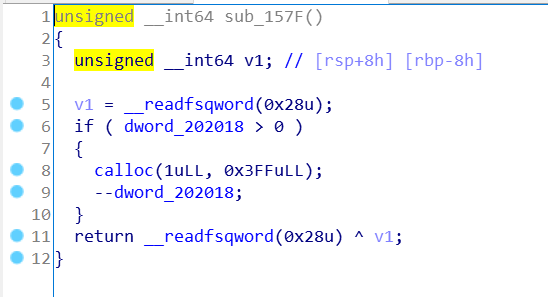 1 unsigned __int64 sub_157F()
2 {
3   unsigned __int64 v1; // [rsp+8h] [rbp-8h]
4
5   v1 = __readfsqword(0x28u);
6   if ( dword_202018 > 0 )
7   {
8     calloc(1uLL, 0x3FFuLL);
9     --dword_202018;
10   }
11   return __readfsqword(0x28u) ^ v1;
12 }